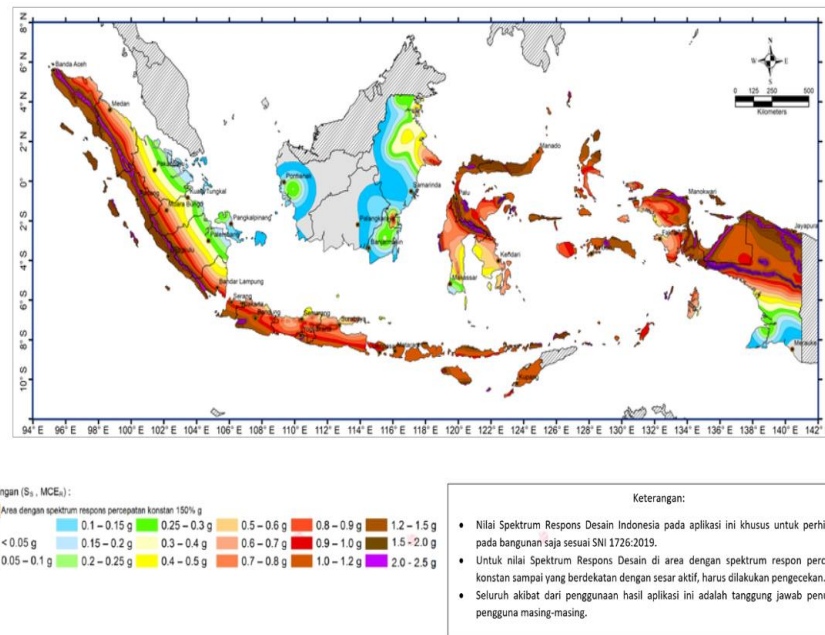 8° N
6° N
4° N
2° N
0°
2° S
4° S
6° S
8° S
10° S
Banda Aceh
Medan
Kuala Tungkal
Muara Bungo
Pangkalpinang
Palembang
Bandar Lampung
Serang
Bandung
Semarang
Pontianak
Samarinda
Banjarmasin
Palu
Manado
Kendari
Makassar
Kupang
Manokwari
Jayapura
Merauke
N
W
E
S
0 125 250 500
Kilometers
94° E 96° E 98° E 100° E 102° E 104° E 106° E 108° E 110° E 112° E 114° E 116° E 118° E 120° E 122° E 124° E 126° E 128° E 130° E 132° E 134° E 136° E 138° E 140° E 142°
ngan (SS , MCER) :
Area dengan spektrum respons percepatan konstan 150% g
0.1 – 0.15 g 0.25 – 0.3 g 0.5 – 0.6 g 0.8 – 0.9 g 1.2 – 1.5 g
< 0.05 g 0.15 – 0.2 g 0.3 – 0.4 g 0.6 – 0.7 g 0.9 – 1.0 g 1.5 – 2.0 g
0.05 – 0.1 g 0.2 – 0.25 g 0.4 – 0.5 g 0.7 – 0.8 g 1.0 – 1.2 g 2.0 - 2.5 g
Keterangan:
• Nilai Spektrum Respons Desain Indonesia pada aplikasi ini khusus untuk perhi
pada bangunan saja sesuai SNI 1726:2019.
• Untuk nilai Spektrum Respons Desain di area dengan spektrum respon perc
konstan sampai yang berdekatan dengan sesar aktif, harus dilakukan pengecekan.
• Seluruh akibat dari penggunaan hasil aplikasi ini adalah tanggung jawab penu
pengguna masing-masing.